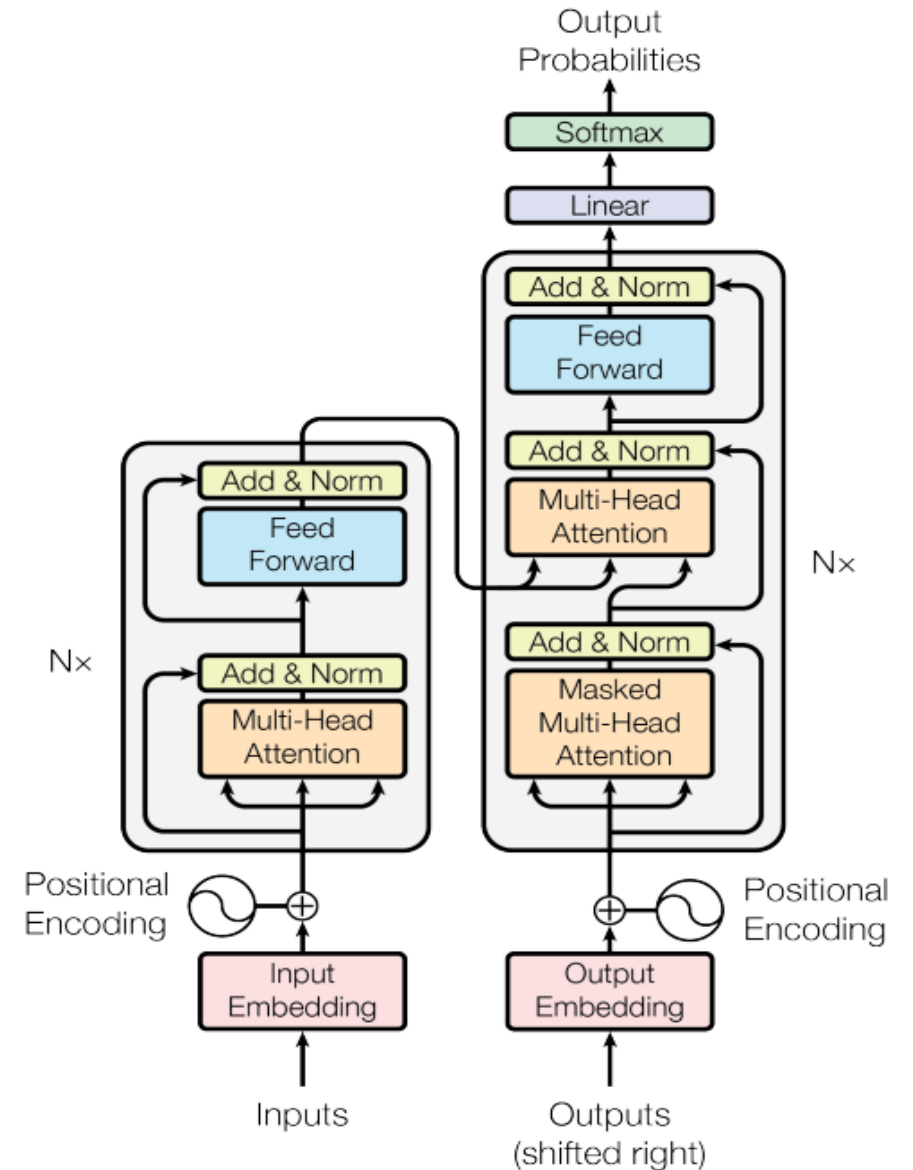 Output
Probabilities
Softmax
Linear
Add & Norm
Feed
Forward
Add & Norm
Multi-Head
Attention
Nx
Add & Norm
Masked
Multi-Head
Attention
Add & Norm
Feed
Forward
Nx
Add & Norm
Multi-Head
Attention
Positional
Encoding
Positional
Encoding
Input
Embedding
Output
Embedding
Inputs
Outputs
(shifted right)